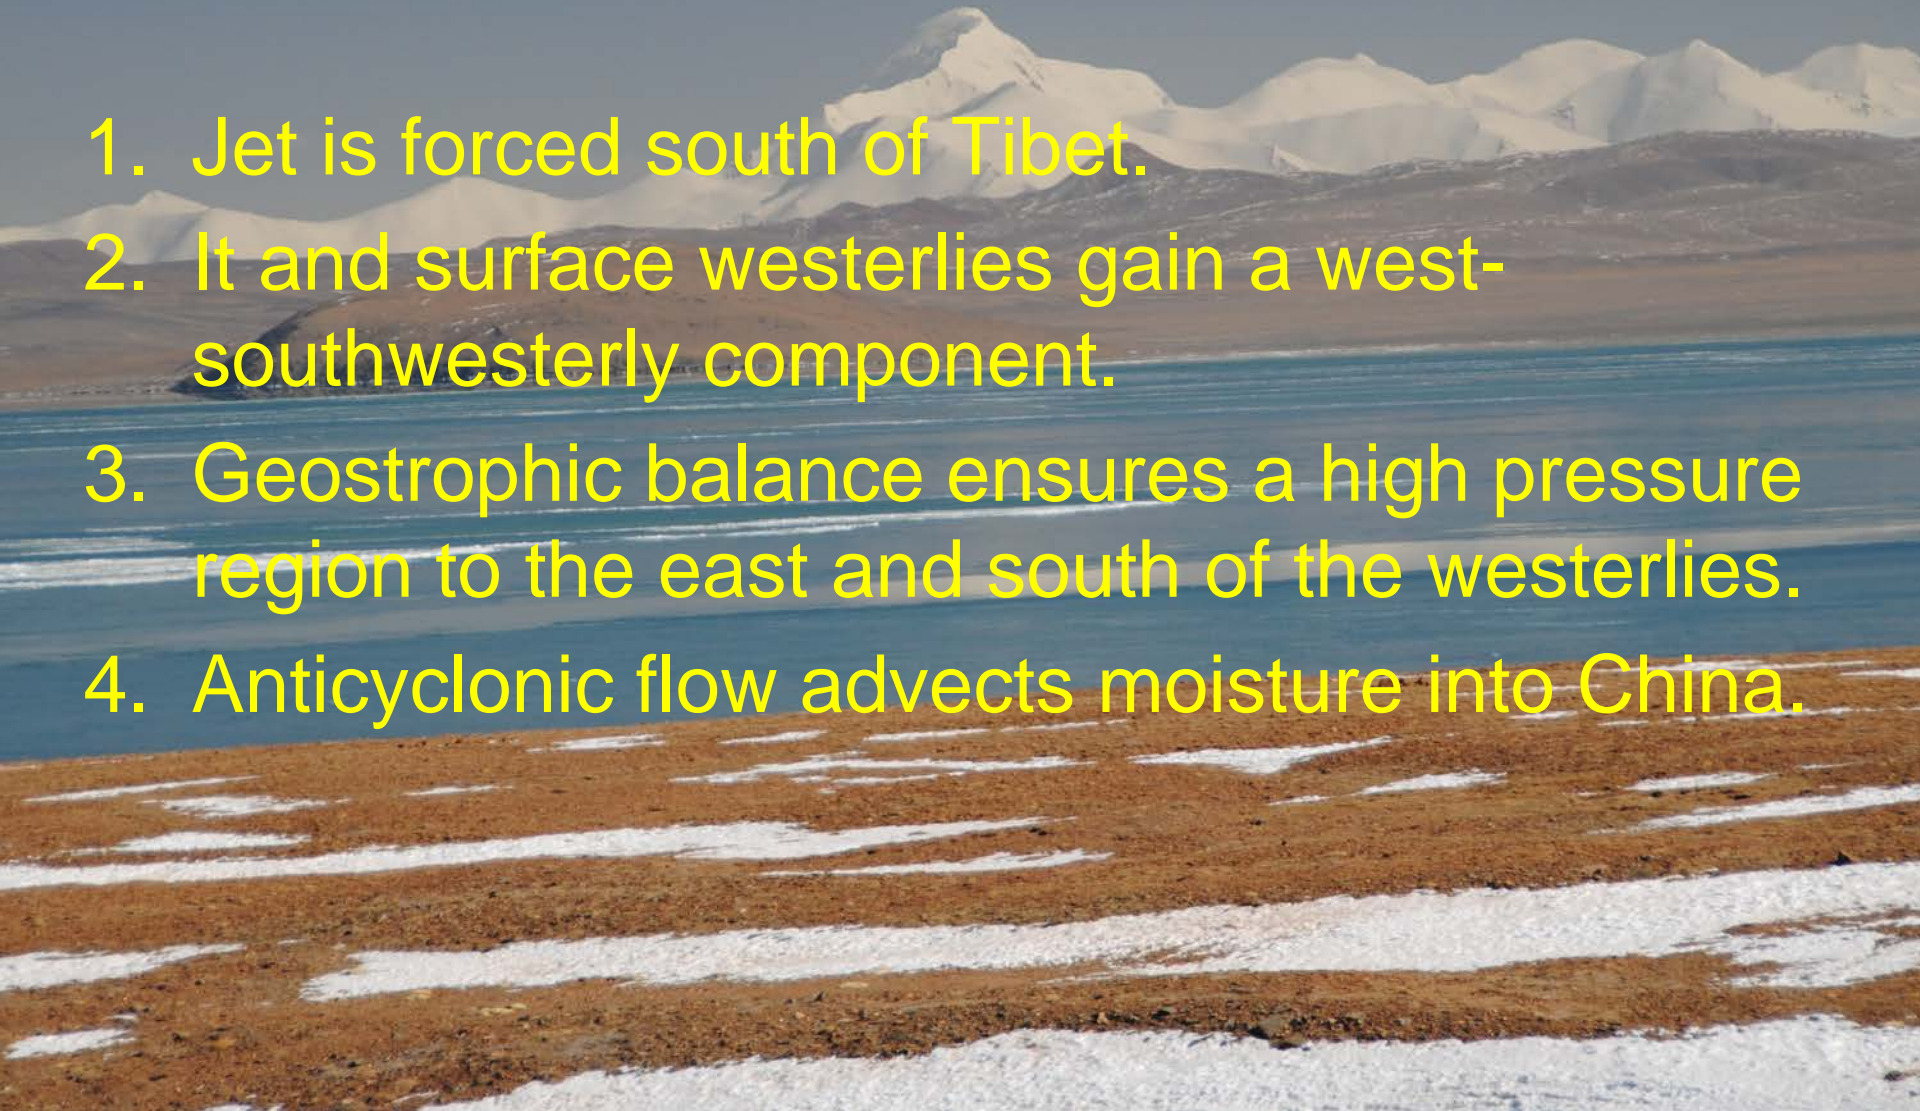 1. Jet is forced south of Tibet.
2. It and surface westerlies gain a west-
southwesterly component.
3. Geostrophic balance ensures a high pressure
region to the east and south of the westerlies.
4. Anticyclonic flow advects moisture into China.